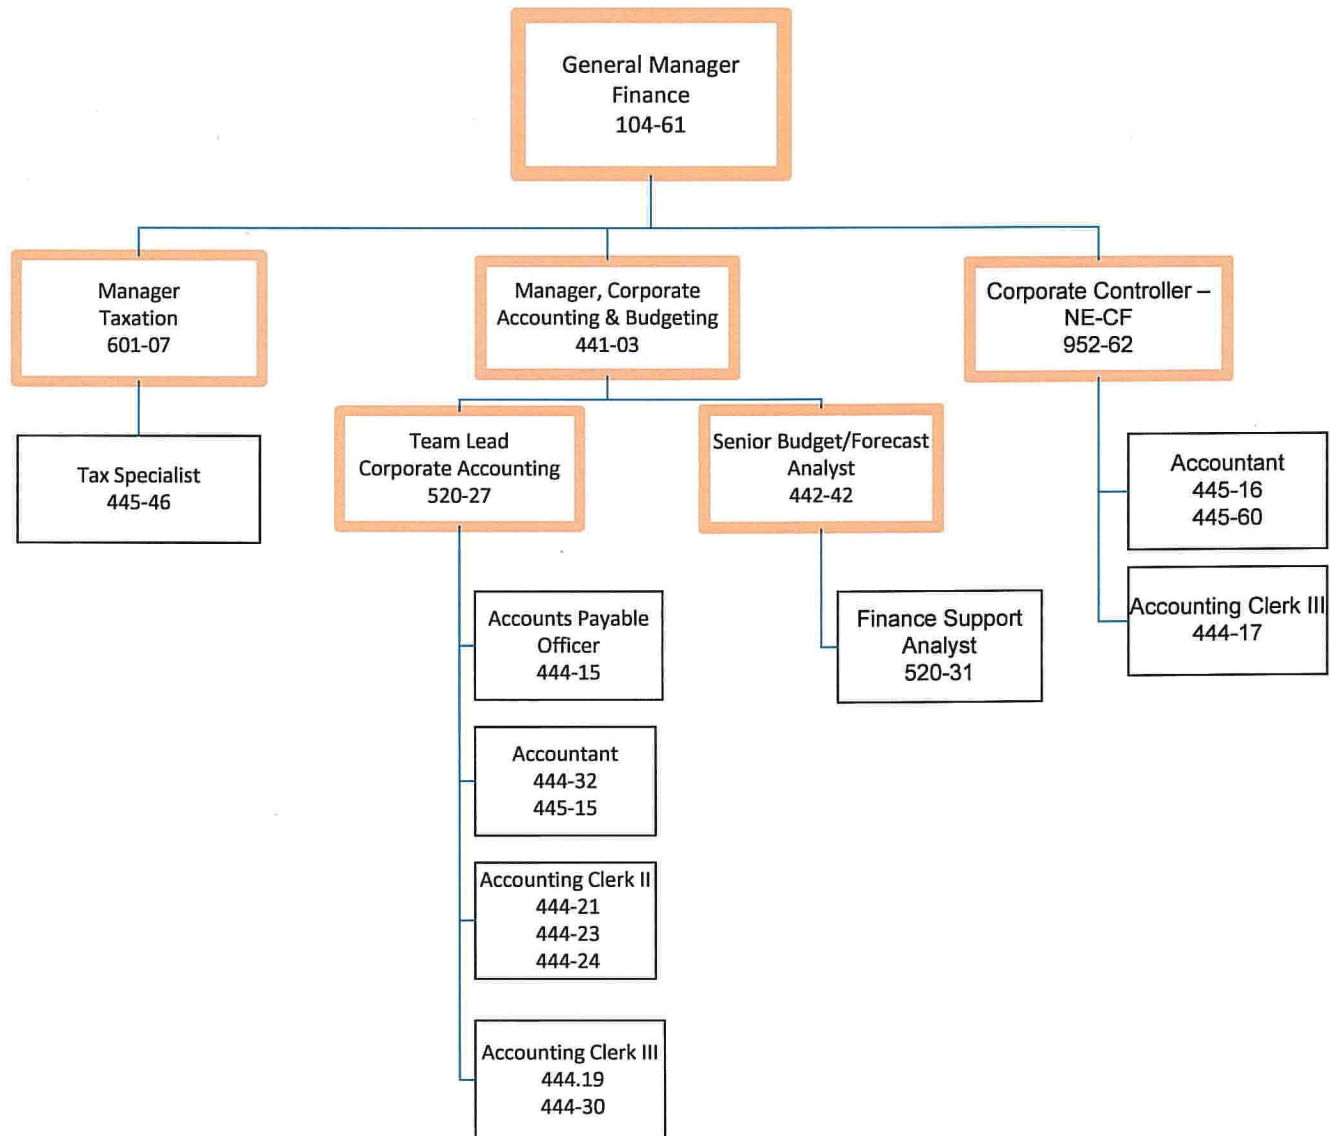 General Manager
Finance
104-61
Manager
Taxation
601-07
Manager, Corporate
Accounting & Budgeting
441-03
Corporate Controller –
NE-CF
952-62
Tax Specialist
445-46
Team Lead
Corporate Accounting
520-27
Senior Budget/Forecast
Analyst
442-42
Accountant
445-16
445-60
Accounting Clerk III
444-17
Accounts Payable
Officer
444-15
Finance Support
Analyst
520-31
Accountant
444-32
445-15
Accounting Clerk II
444-21
444-23
444-24
Accounting Clerk III
444.19
444-30